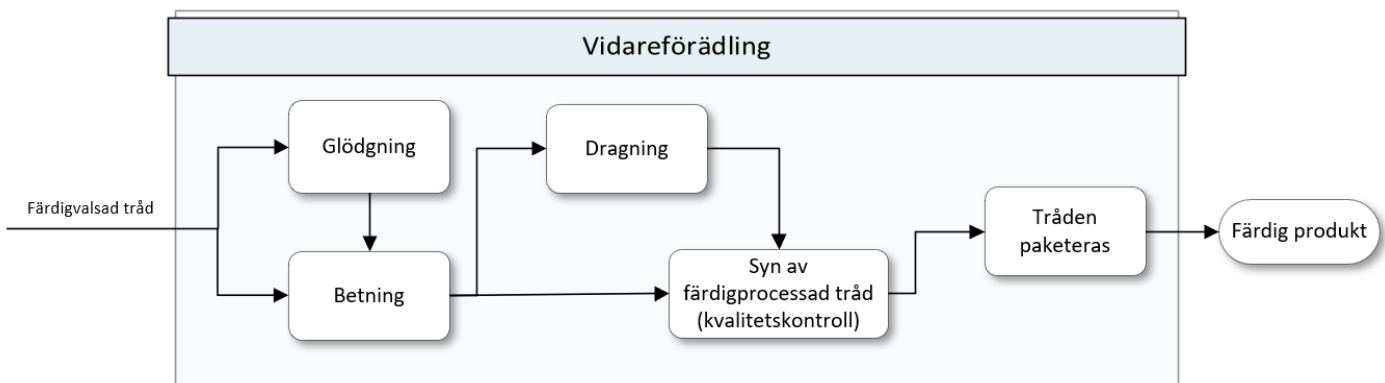 Vidareförädling
Färdigvalsad tråd
Glödgning
Betning
Dragning
Syn av
färdigprocessad tråd
(kvalitetskontroll)
Tråden
paketeras
Färdig produkt